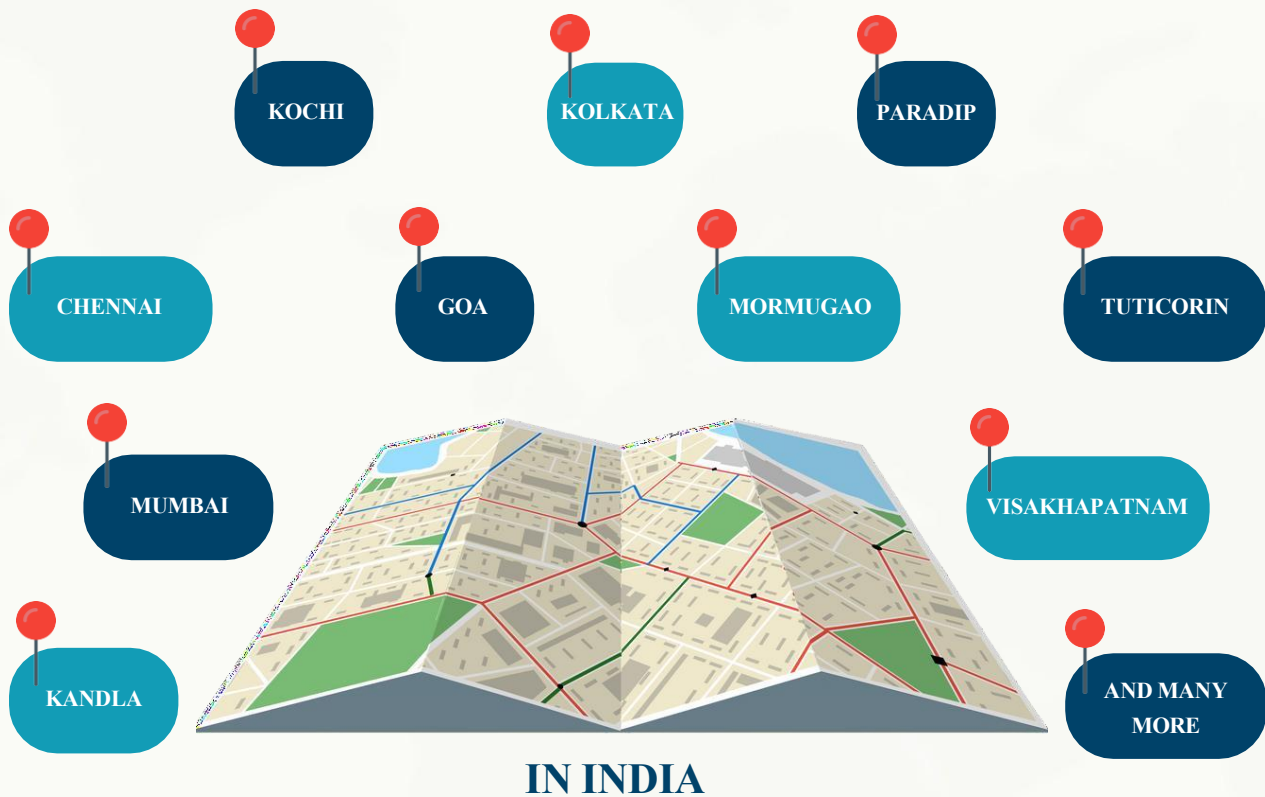 KOCHI
KOLKATA
PARADIP
CHENNAI
GOA
MORMUGAO
TUTICORIN
MUMBAI
VISAKHAPATNAM
KANDLA
AND MANY
MORE
IN INDIA